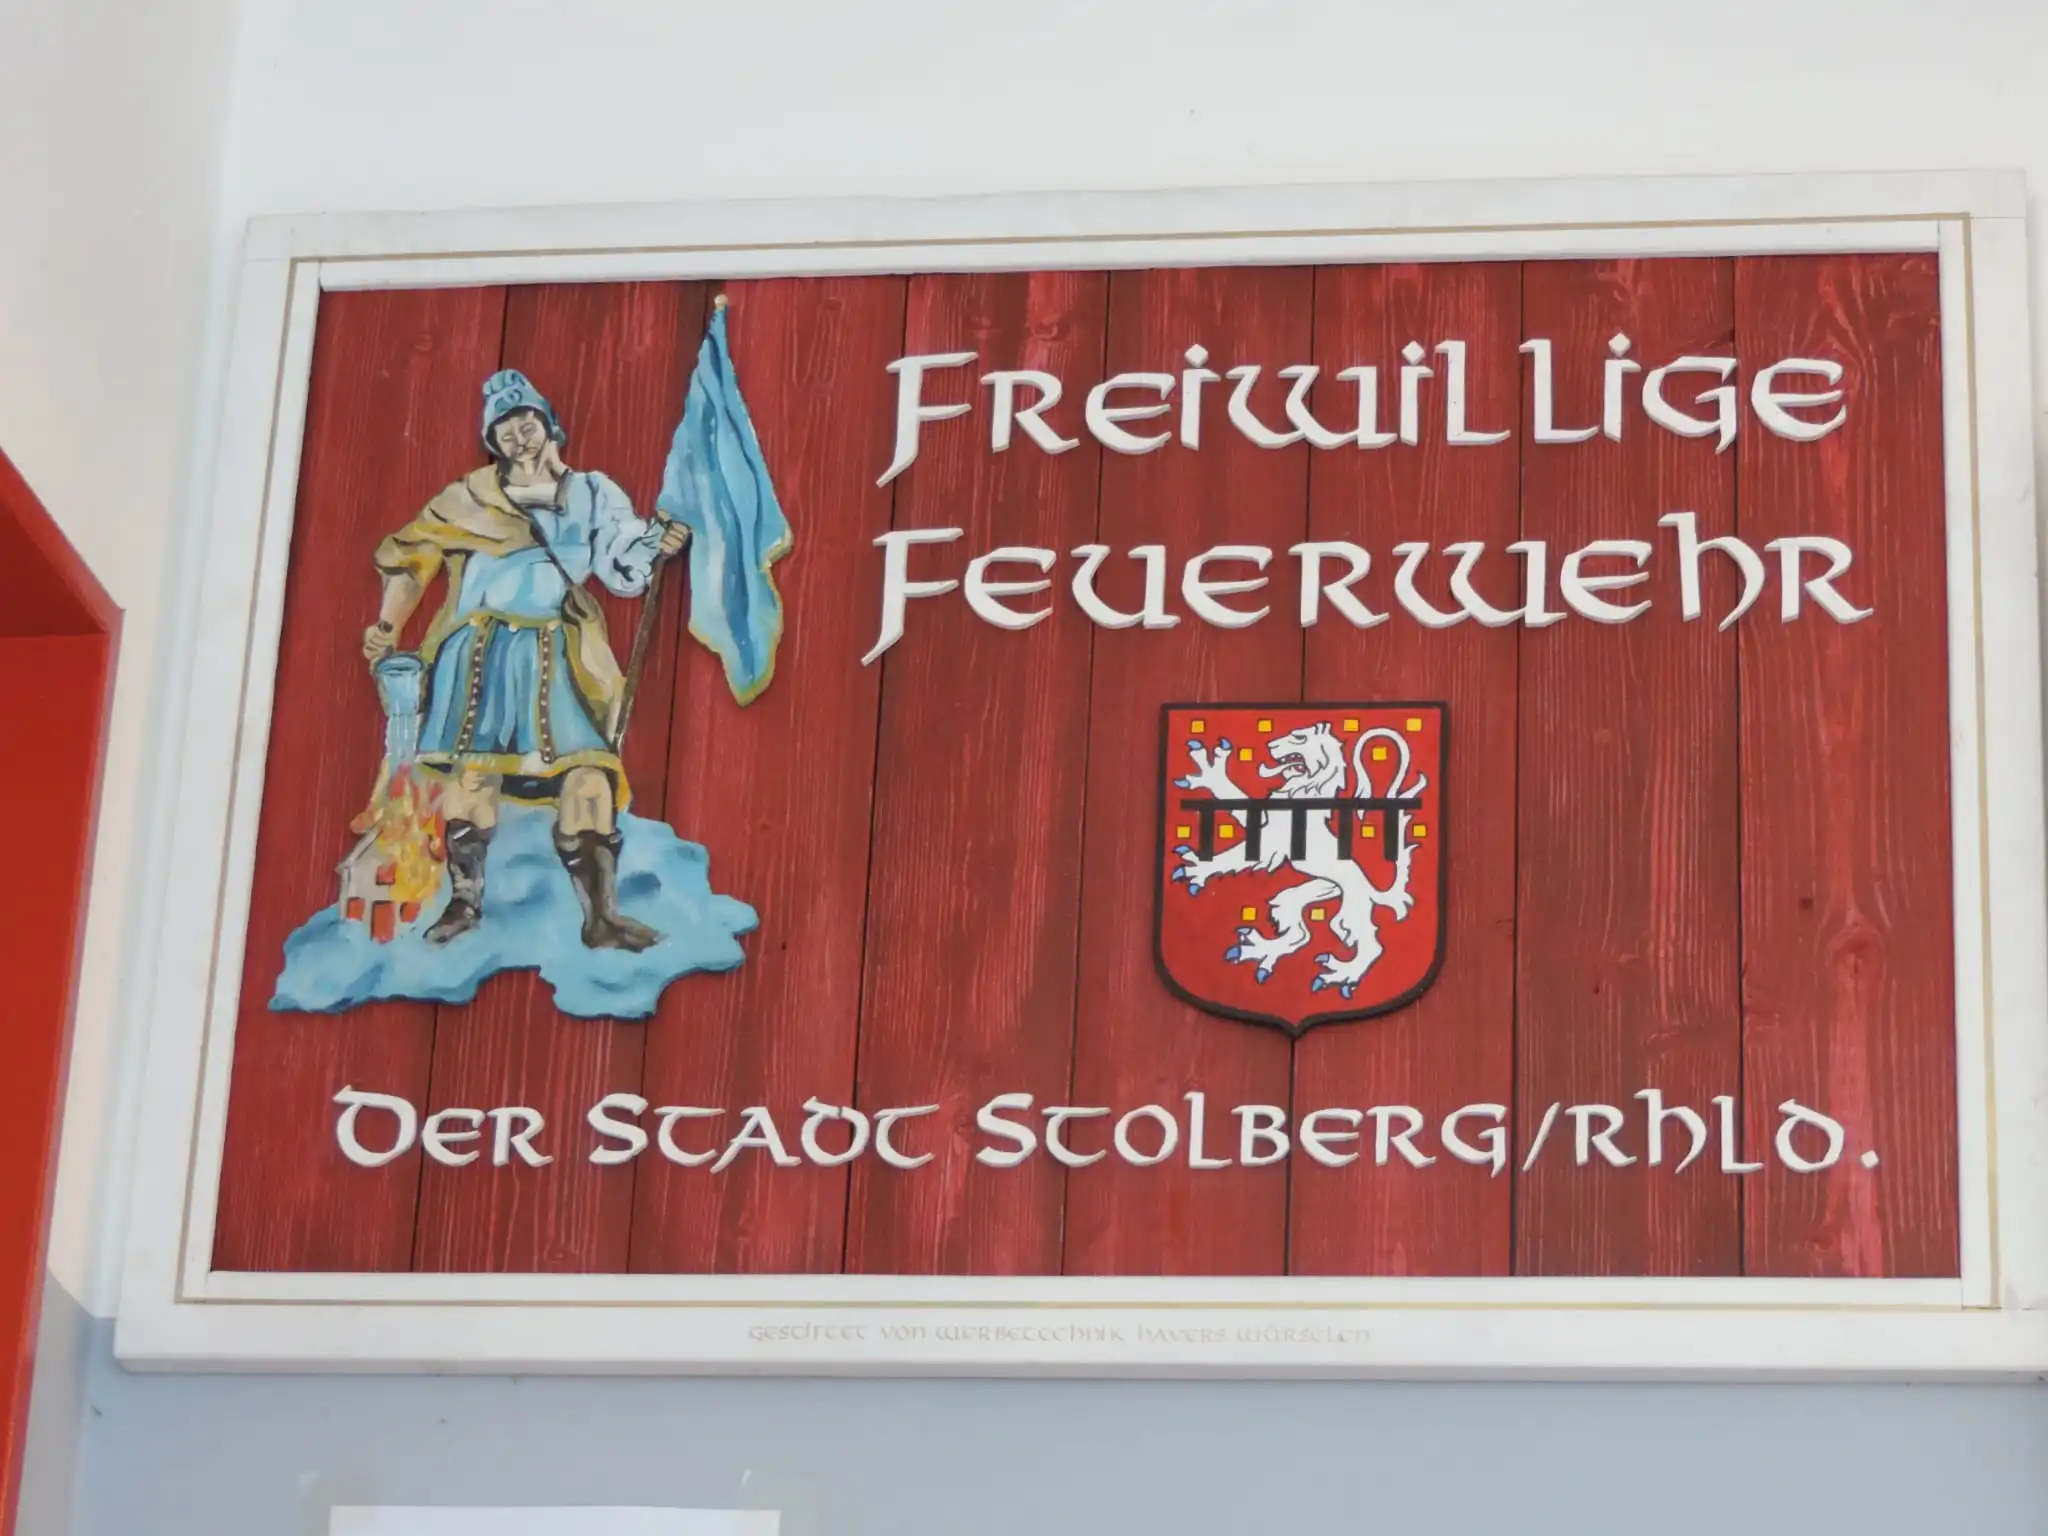 Freiwillige
Feuerwehr
der Stadt Stolberg/Rhld.
gestiftet von Werbetechnik Havers Würselen